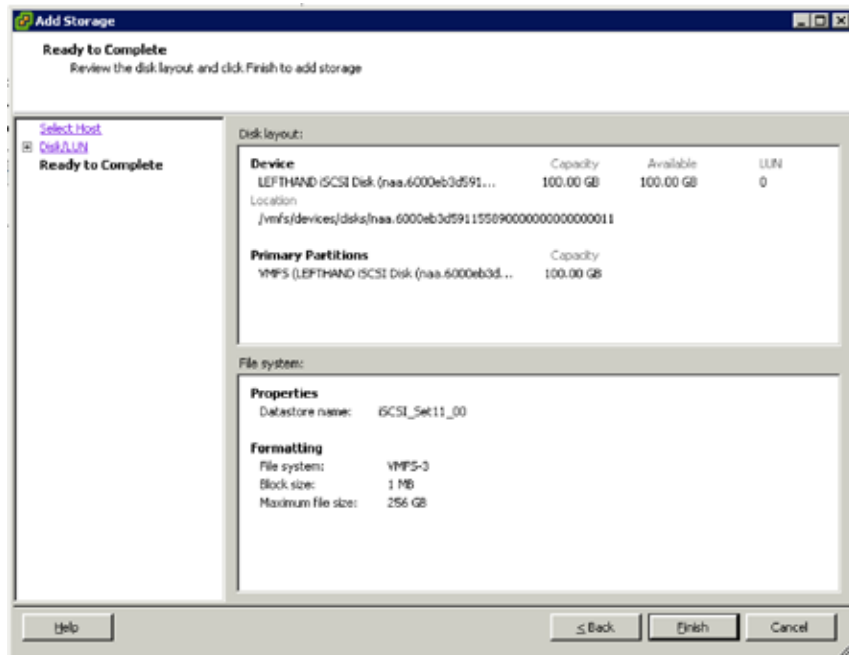 Add Storage
Ready to Complete
Review the disk layout and click Finish to add storage
Select Host
Disk/LUN
Ready to Complete
Disk layout:
Device Capacity Available LUN
LEFTHAND iSCSI Disk (naa.6000eb3d591... 100.00 GB 100.00 GB 0
Location
/vmfs/devices/disks/naa.6000eb3d591155890000000000000011
Primary Partitions Capacity
VMFS (LEFTHAND iSCSI Disk (naa.6000eb3d... 100.00 GB
File system:
Properties
Datastore name: iSCSI_Set11_00
Formatting
File system: VMFS-3
Block size: 1 MB
Maximum file size: 256 GB
Help
< Back
Finish
Cancel